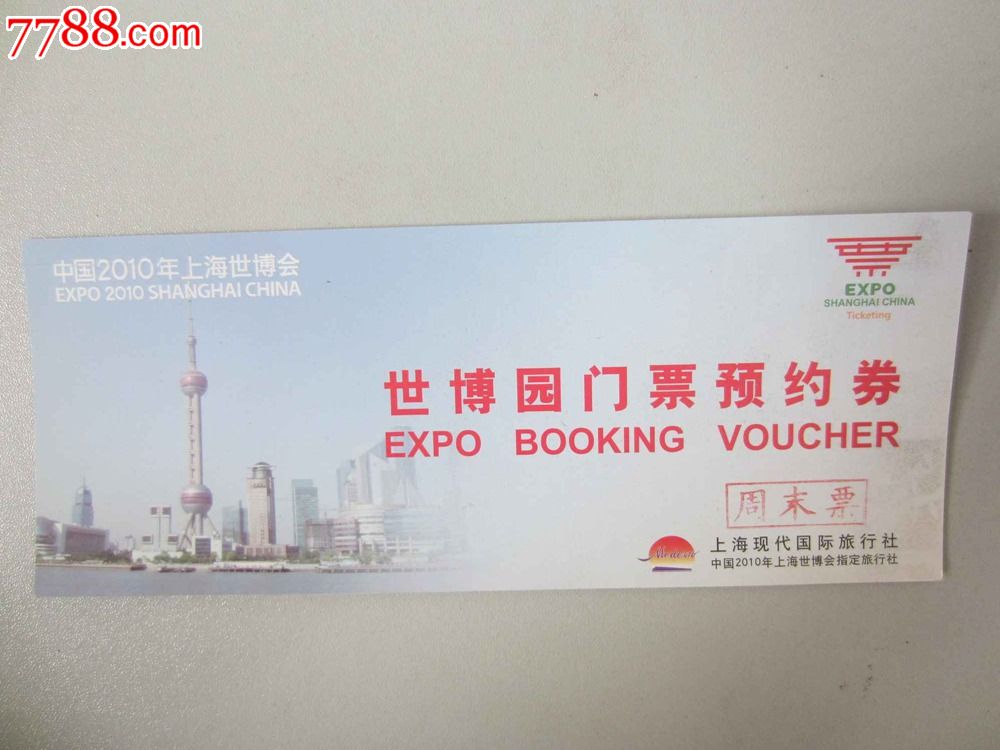 7788.com
中国2010年上海世博会
EXPO 2010 SHANGHAI CHINA
EXPO
SHANGHAI CHINA
Ticketing
世博园门票预约券
EXPO BOOKING VOUCHER
周末票
Modern
上海现代国际旅行社
中国2010年上海世博会指定旅行社